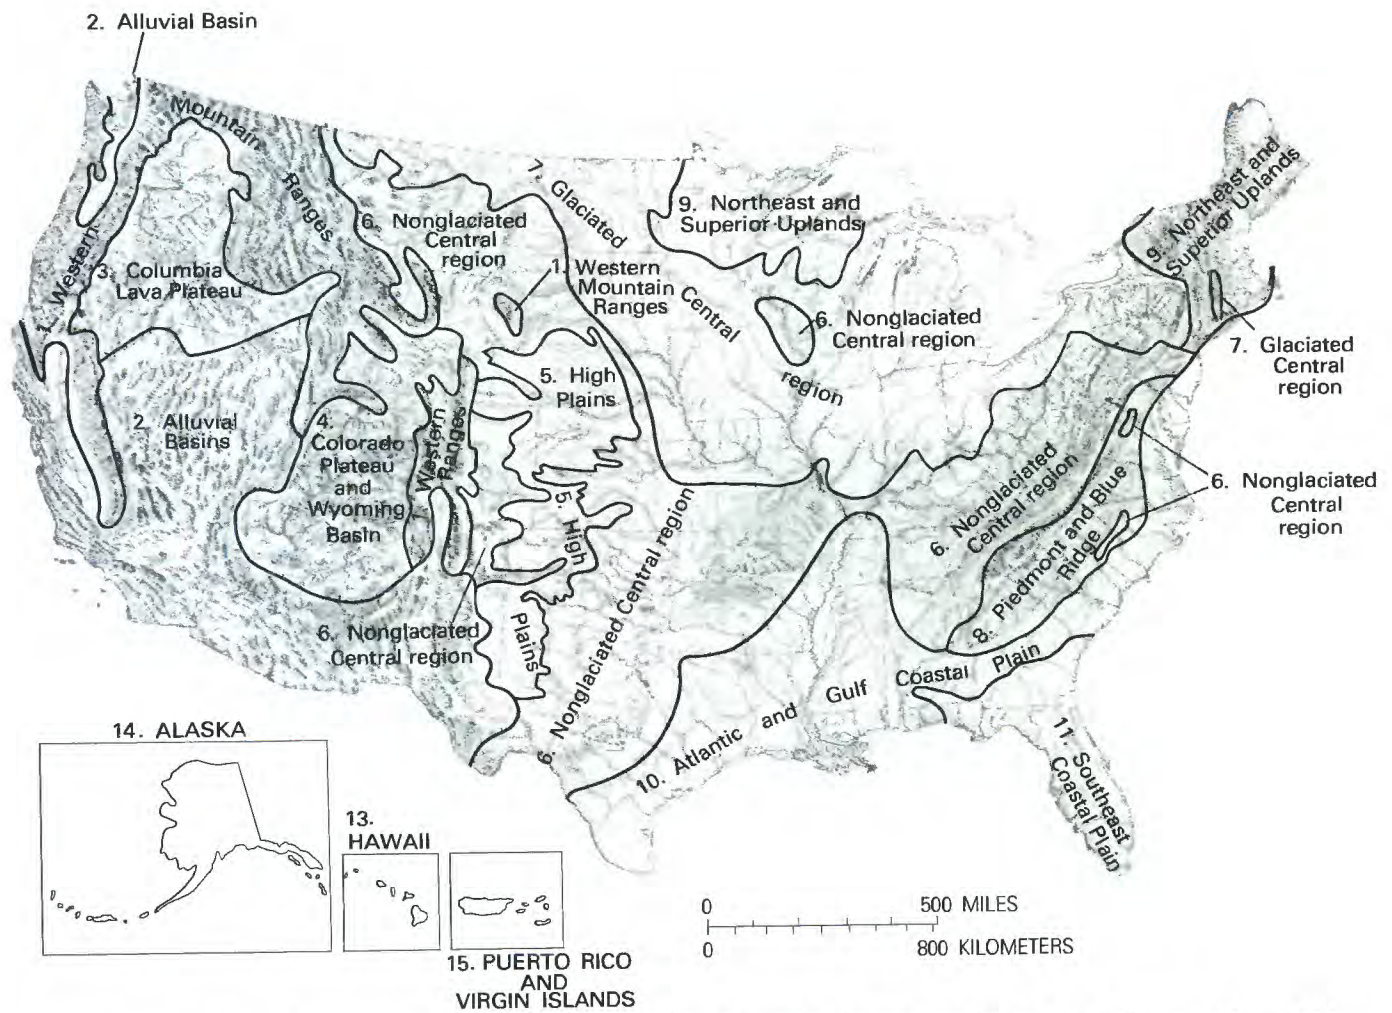 2. Alluvial Basin
Mountain
Ranges
1. Western
3. Columbia
Lava Plateau
6. Nonglaciated
Central
region
7. Glaciated
Central
region
9. Northeast and
Superior Uplands
9. Northeast and
Superior Uplands
1. Western
Mountain
Ranges
6. Nonglaciated
Central region
7. Glaciated
Central
region
5. High
Plains
2. Alluvial
Basins
4.
Colorado
Plateau
and
Wyoming
Basin
Western
Ranges
5. High
Plains
6. Nonglaciated
Central region
6. Nonglaciated Central region
6. Nonglaciated
Central region
6. Nonglaciated
Central
region
8. Piedmont and Blue
Ridge
10. Atlantic and Gulf Coastal Plain
11. Southeast
Coastal Plain
14. ALASKA
13.
HAWAII
15. PUERTO RICO
AND
VIRGIN ISLANDS
0 500 MILES
0 800 KILOMETERS